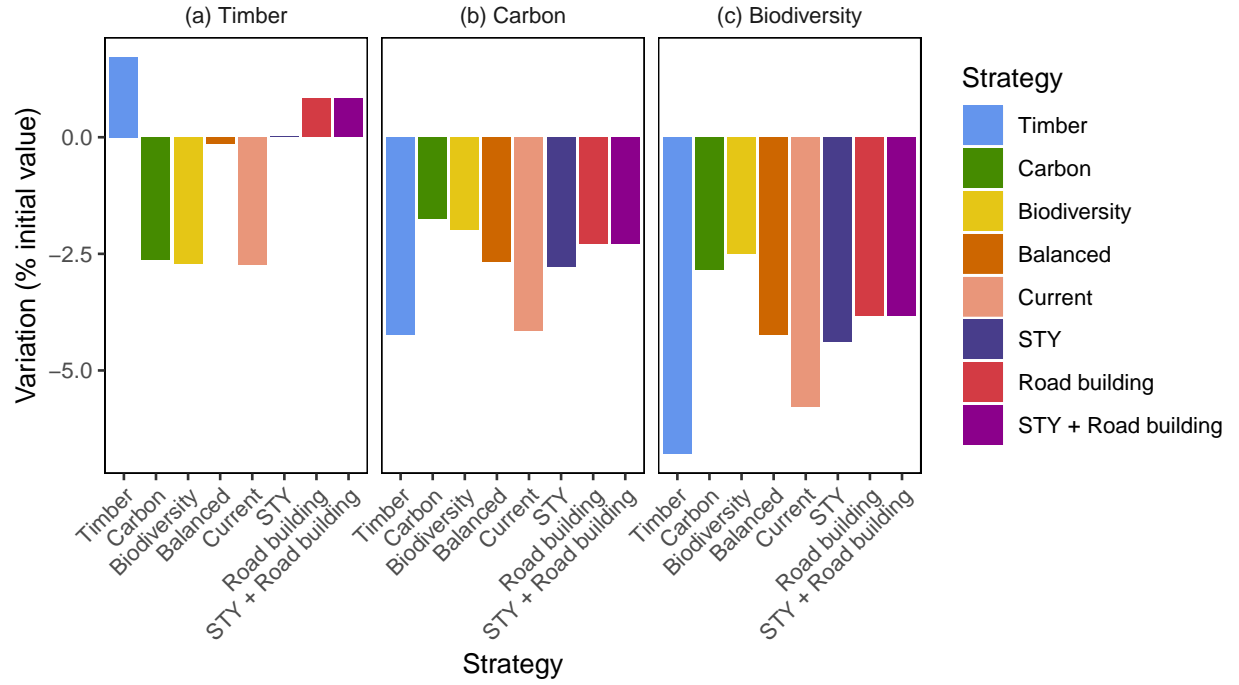 (a) Timber
(b) Carbon
(c) Biodiversity
Variation (% initial value)
0.0
−2.5
−5.0
Timber
Carbon
Biodiversity
Balanced
Current
STY
Road building
STY + Road building
Timber
Carbon
Biodiversity
Balanced
Current
STY
Road building
STY + Road building
Timber
Carbon
Biodiversity
Balanced
Current
STY
Road building
STY + Road building
Strategy
Strategy
Timber
Carbon
Biodiversity
Balanced
Current
STY
Road building
STY + Road building